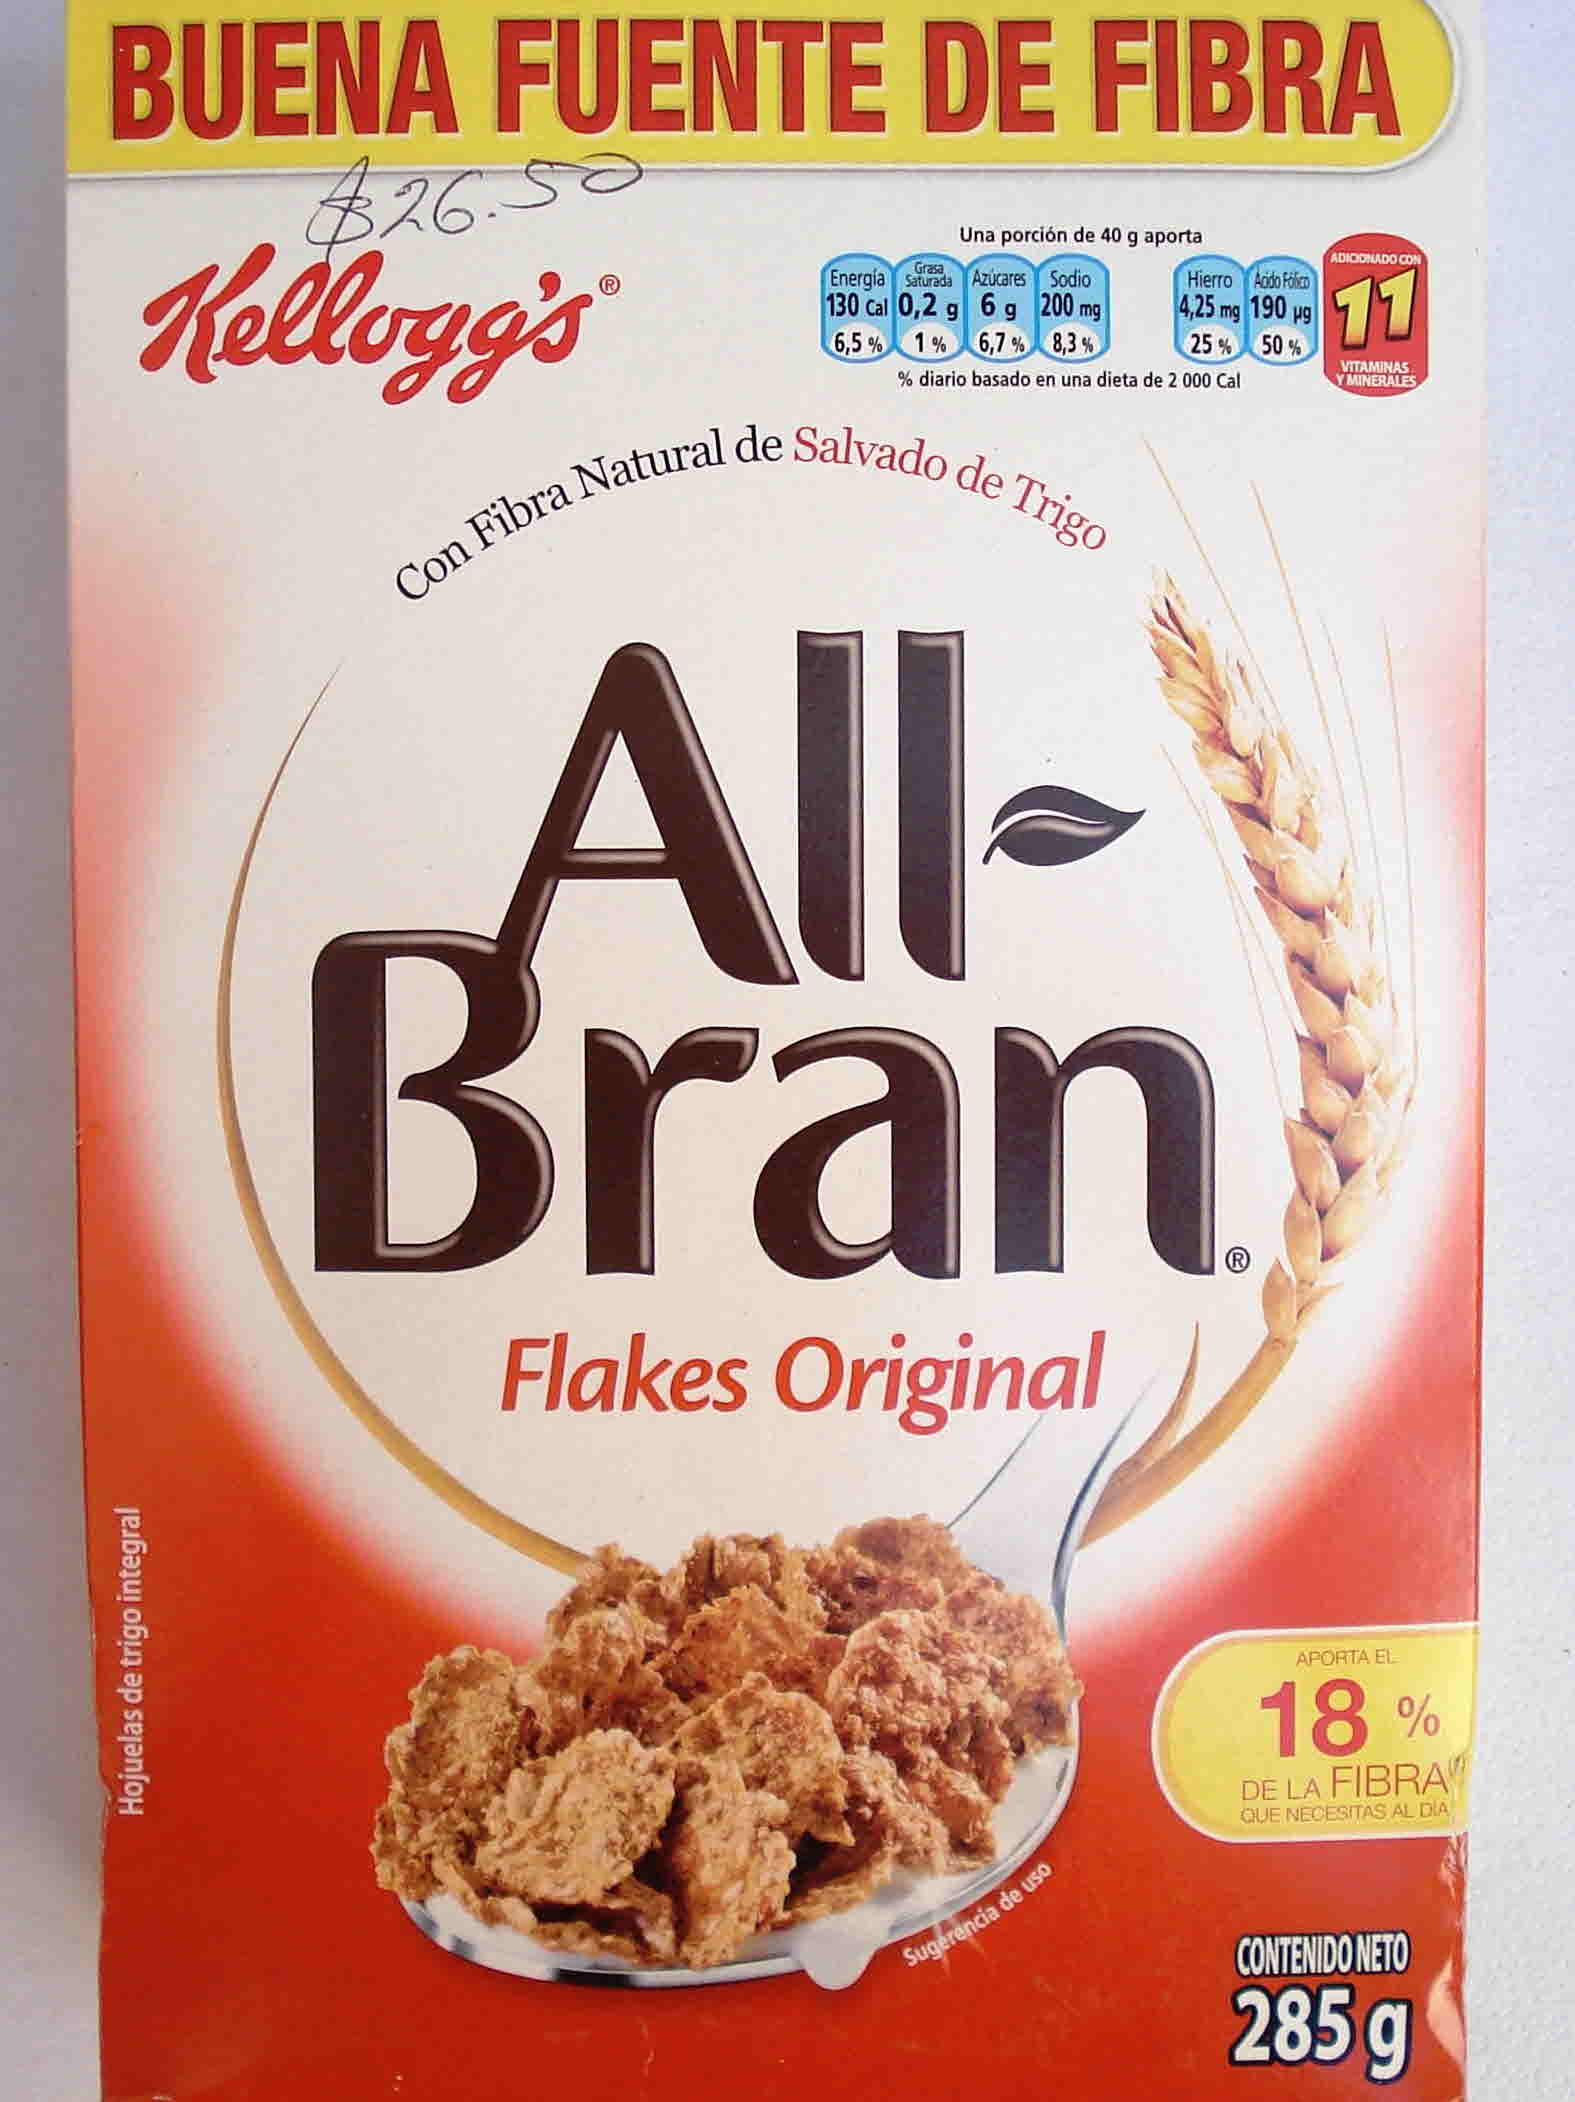 BUENA FUENTE DE FIBRA
$26.50
Kellogg's®
Una porción de 40 g aporta
Energía 130 Cal 6,5 %
Grasa Saturada 0,2 g 1 %
Azúcares 6 g 6,7 %
Sodio 200 mg 8,3 %
Hierro 4,25 mg 25 %
Ácido Fólico 190 µg 50 %
% diario basado en una dieta de 2 000 Cal
ADICIONADO CON
11
VITAMINAS
Y MINERALES
Con Fibra Natural de Salvado de Trigo
All-
Bran®
Flakes Original
Hojuelas de trigo integral
APORTA EL
18 %
DE LA FIBRA
QUE NECESITAS AL DÍA
Sugerencia de uso
CONTENIDO NETO
285 g